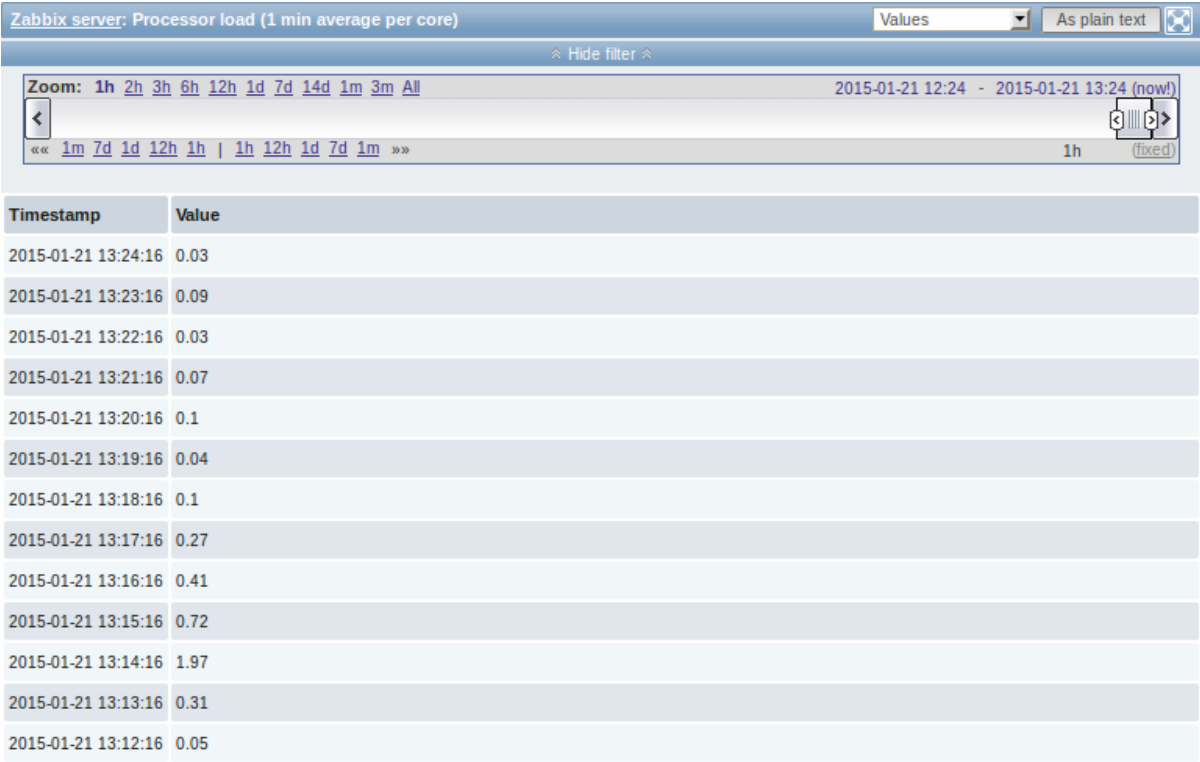 Zabbix server: Processor load (1 min average per core) Values As plain text
Hide filter
Zoom: 1h 2h 3h 6h 12h 1d 7d 14d 1m 3m All 2015-01-21 12:24 - 2015-01-21 13:24 (now!)
«« 1m 7d 1d 12h 1h | 1h 12h 1d 7d 1m »» 1h (fixed)
Timestamp Value
2015-01-21 13:24:16 0.03
2015-01-21 13:23:16 0.09
2015-01-21 13:22:16 0.03
2015-01-21 13:21:16 0.07
2015-01-21 13:20:16 0.1
2015-01-21 13:19:16 0.04
2015-01-21 13:18:16 0.1
2015-01-21 13:17:16 0.27
2015-01-21 13:16:16 0.41
2015-01-21 13:15:16 0.72
2015-01-21 13:14:16 1.97
2015-01-21 13:13:16 0.31
2015-01-21 13:12:16 0.05